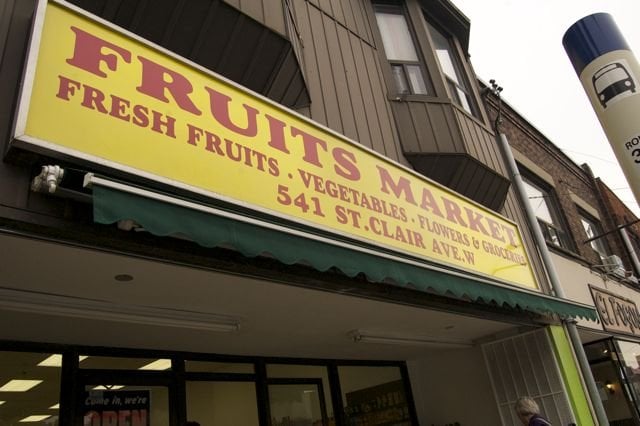 FRUITS MARKET
FRESH FRUITS · VEGETABLES · FLOWERS & GROCERIES
541 ST.CLAIR AVE.W
Come in, we're
OPEN